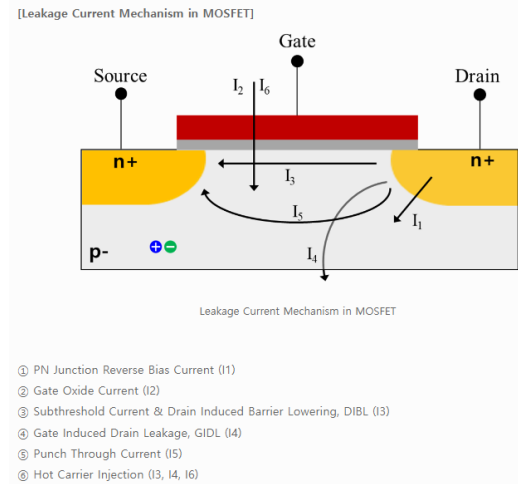 [Leakage Current Mechanism in MOSFET]
Gate
Source
Drain
I2 I6
n+
n+
I3
I5
I1
I4
p-
+ −
Leakage Current Mechanism in MOSFET
① PN Junction Reverse Bias Current (I1)
② Gate Oxide Current (I2)
③ Subthreshold Current & Drain Induced Barrier Lowering, DIBL (I3)
④ Gate Induced Drain Leakage, GIDL (I4)
⑤ Punch Through Current (I5)
⑥ Hot Carrier Injection (I3, I4, I6)